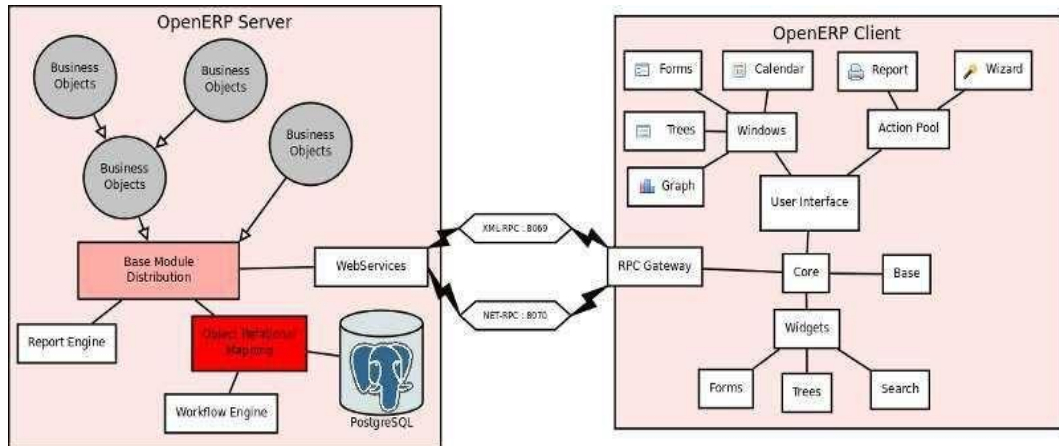 OpenERP Server
Business
Objects
Business
Objects
Business
Objects
Business
Objects
Base Module
Distribution
WebServices
Report Engine
Object Relational
Mapping
Workflow Engine
PostgreSQL
XML-RPC : 8069
NET-RPC : 8070
OpenERP Client
Forms
Calendar
Report
Wizard
Trees
Windows
Action Pool
Graph
User Interface
RPC Gateway
Core
Base
Widgets
Forms
Trees
Search